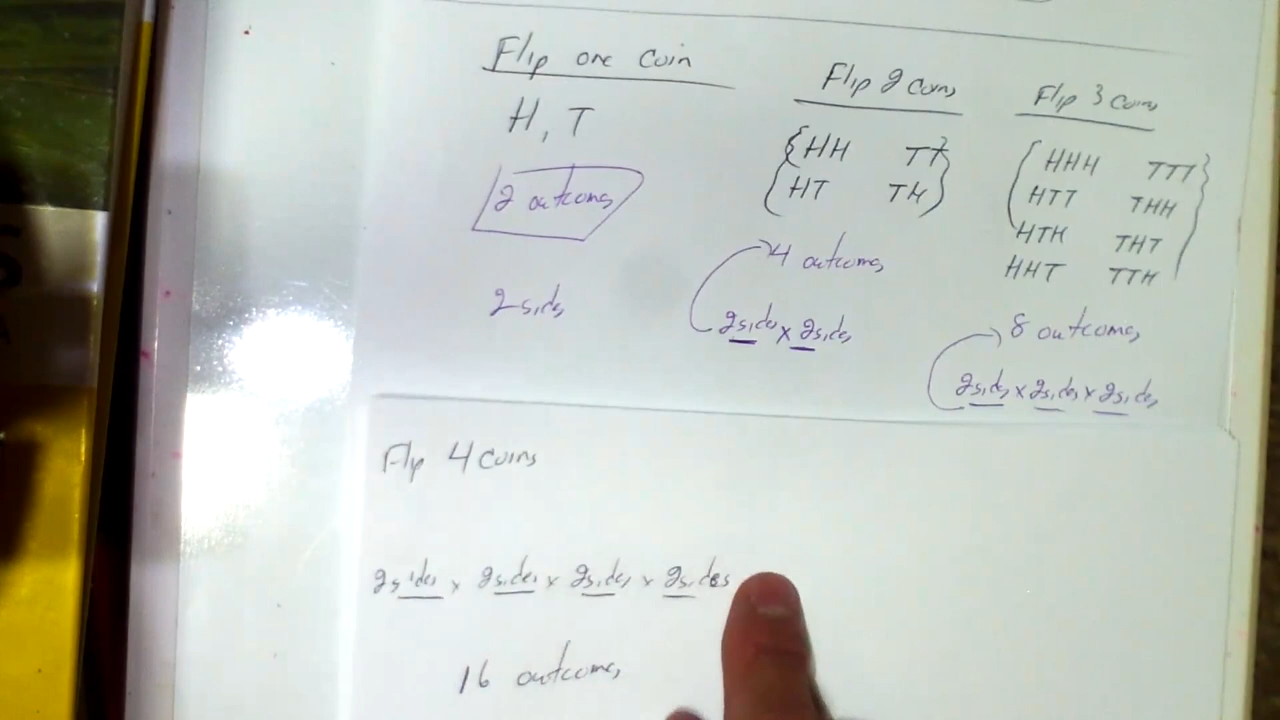 Flip one coin
H, T
2 outcomes
2 sides
Flip 2 coins
{HH TT}
HT TH
4 outcomes
2 sides x 2 sides
Flip 3 coins
{HHH TTT}
HTT THH
HTH THT
HHT TTH
8 outcomes
2 sides x 2 sides x 2 sides
Flip 4 coins
2 sides x 2 sides x 2 sides x 2 sides
16 outcomes